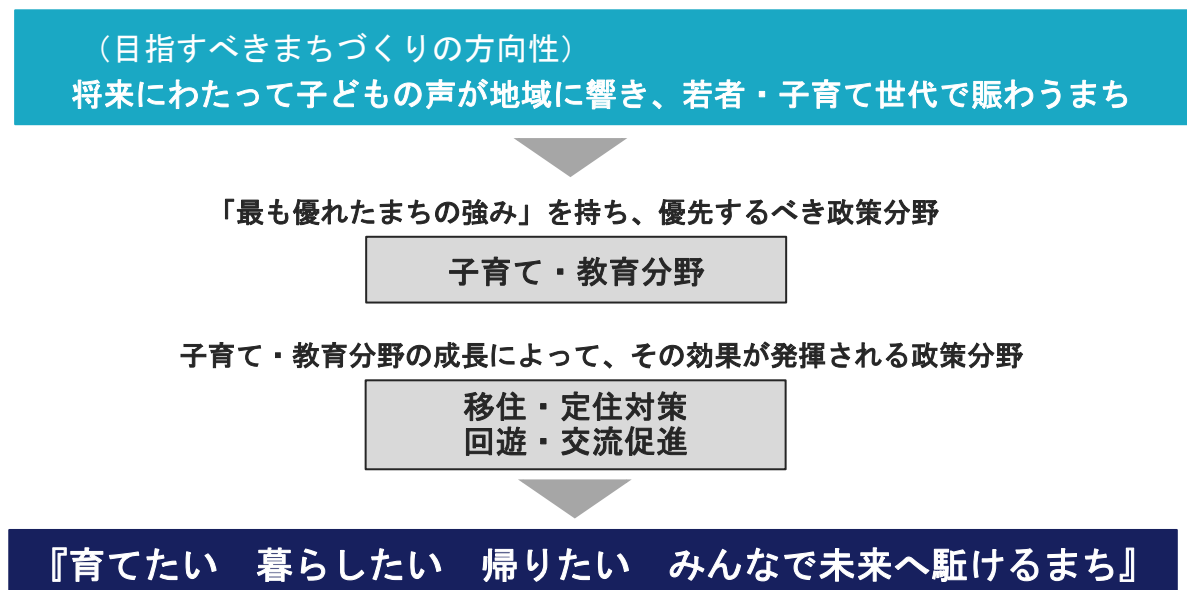 （目指すべきまちづくりの方向性）
将来にわたって子どもの声が地域に響き、若者・子育て世代で賑わうまち
「最も優れたまちの強み」を持ち、優先するべき政策分野
子育て・教育分野
子育て・教育分野の成長によって、その効果が発揮される政策分野
移住・定住対策
回遊・交流促進
『育てたい　暮らしたい　帰りたい　みんなで未来へ駈けるまち』